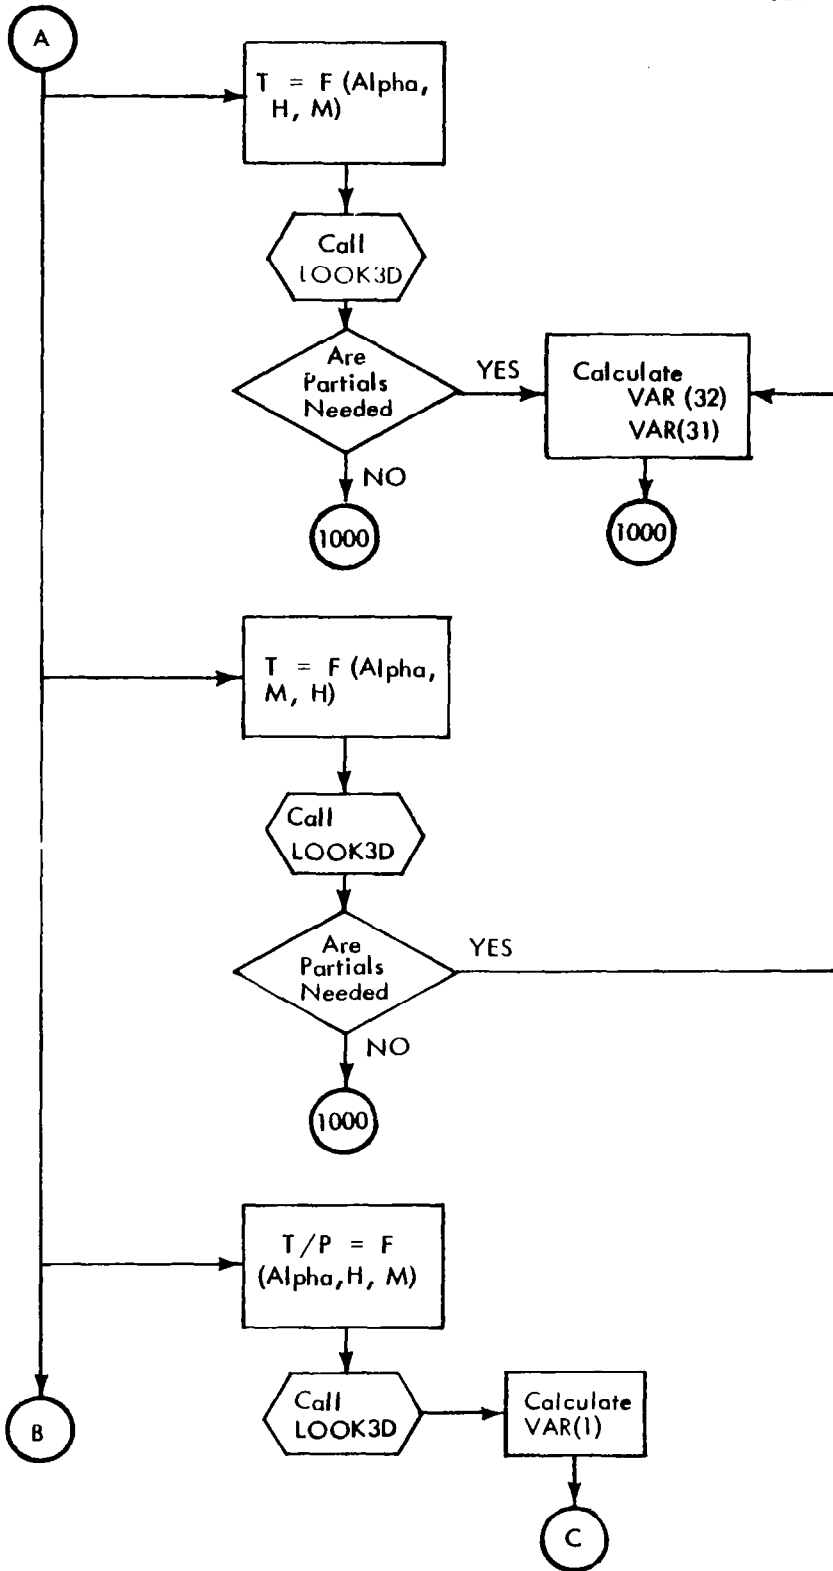 A
T = F (Alpha,
H, M)
Call
LOOK3D
Are
Partials
Needed
YES
Calculate
VAR (32)
VAR(31)
NO
1000
1000
T = F (Alpha,
M, H)
Call
LOOK3D
Are
Partials
Needed
YES
NO
1000
T/P = F
(Alpha,H, M)
Call
LOOK3D
Calculate
VAR(1)
B
C